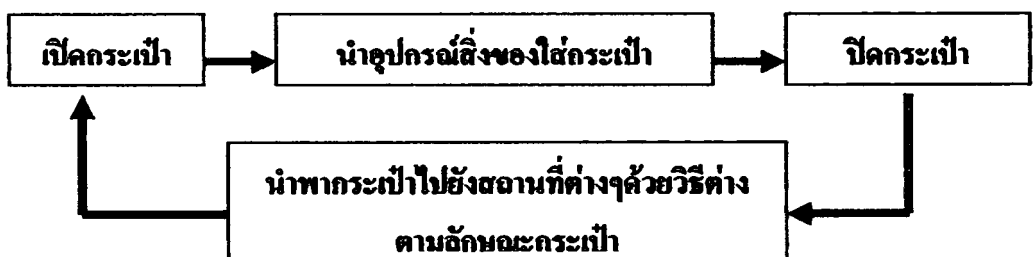 เปิดกระเป๋า
นำอุปกรณ์สิ่งของใส่กระเป๋า
ปิดกระเป๋า
นำพากระเป๋าไปยังสถานที่ต่างๆด้วยวิธีต่าง
ตามลักษณะกระเป๋า